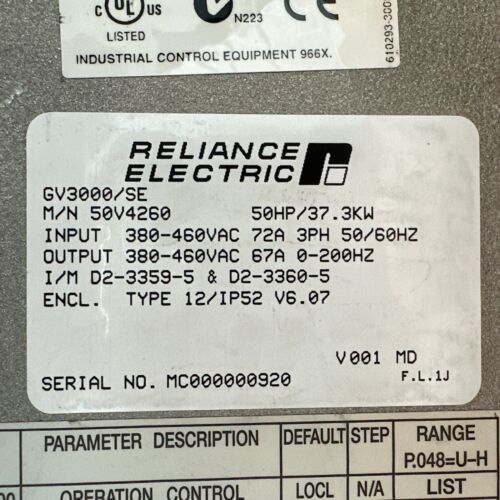 c UL us
LISTED
N223
CE
INDUSTRIAL CONTROL EQUIPMENT 966X.
RELIANCE
ELECTRIC
GV3000/SE
M/N 50V4260 50HP/37.3KW
INPUT 380-460VAC 72A 3PH 50/60HZ
OUTPUT 380-460VAC 67A 0-200HZ
I/M D2-3359-5 & D2-3360-5
ENCL. TYPE 12/IP52 V6.07
V001 MD
SERIAL NO. MC000000920 F.L.1J
PARAMETER DESCRIPTION DEFAULT STEP RANGE
P.048=U-H
OPERATION CONTROL LOCL N/A LIST